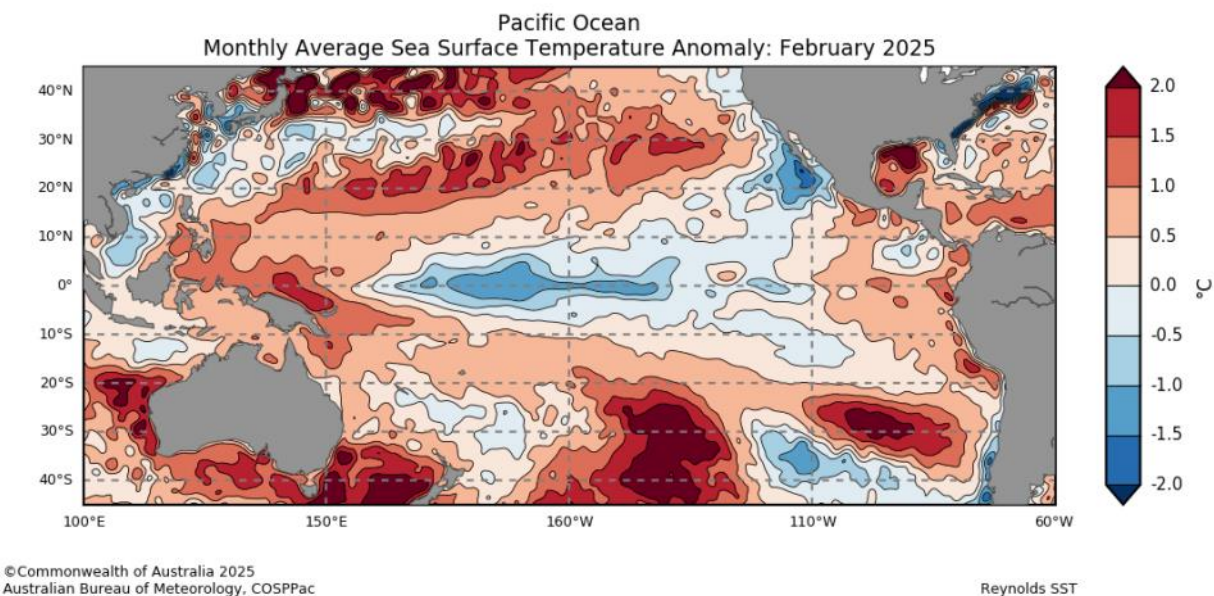 Pacific Ocean
Monthly Average Sea Surface Temperature Anomaly: February 2025
40°N
30°N
20°N
10°N
0°
10°S
20°S
30°S
40°S
100°E
150°E
160°W
110°W
60°W
2.0
1.5
1.0
0.5
0.0
-0.5
-1.0
-1.5
-2.0
°C
©Commonwealth of Australia 2025
Australian Bureau of Meteorology, COSPPac
Reynolds SST